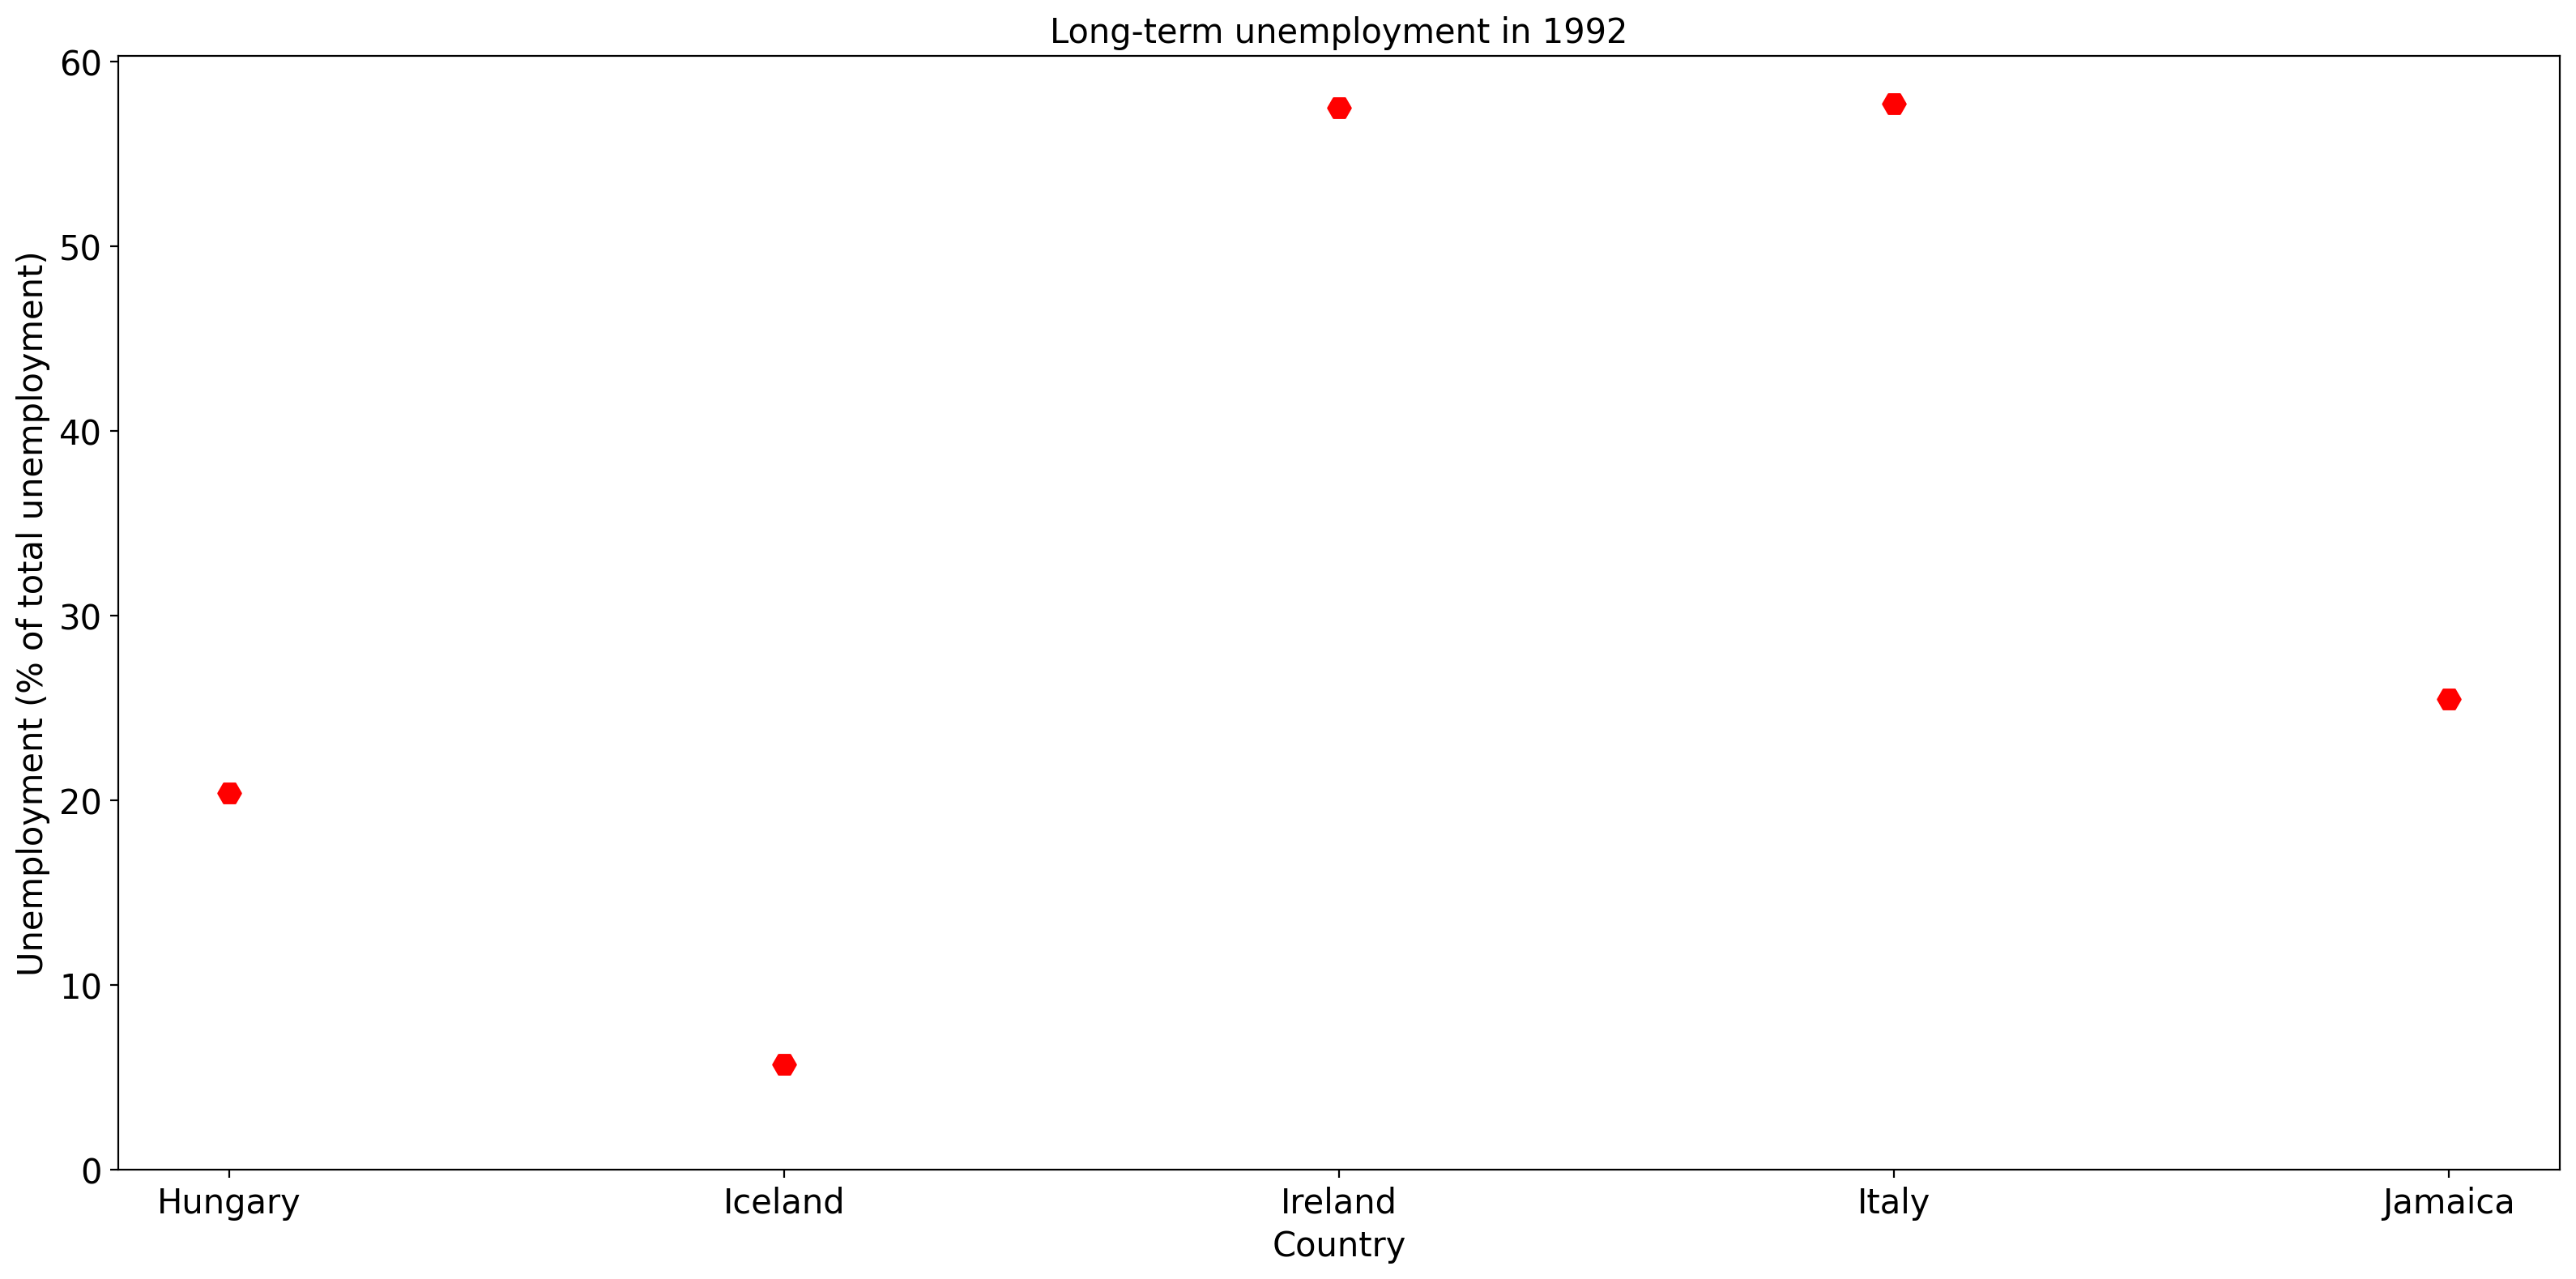 Long-term unemployment in 1992
Unemployment (% of total unemployment)
60
50
40
30
20
10
0
Hungary Iceland Ireland Italy Jamaica
Country